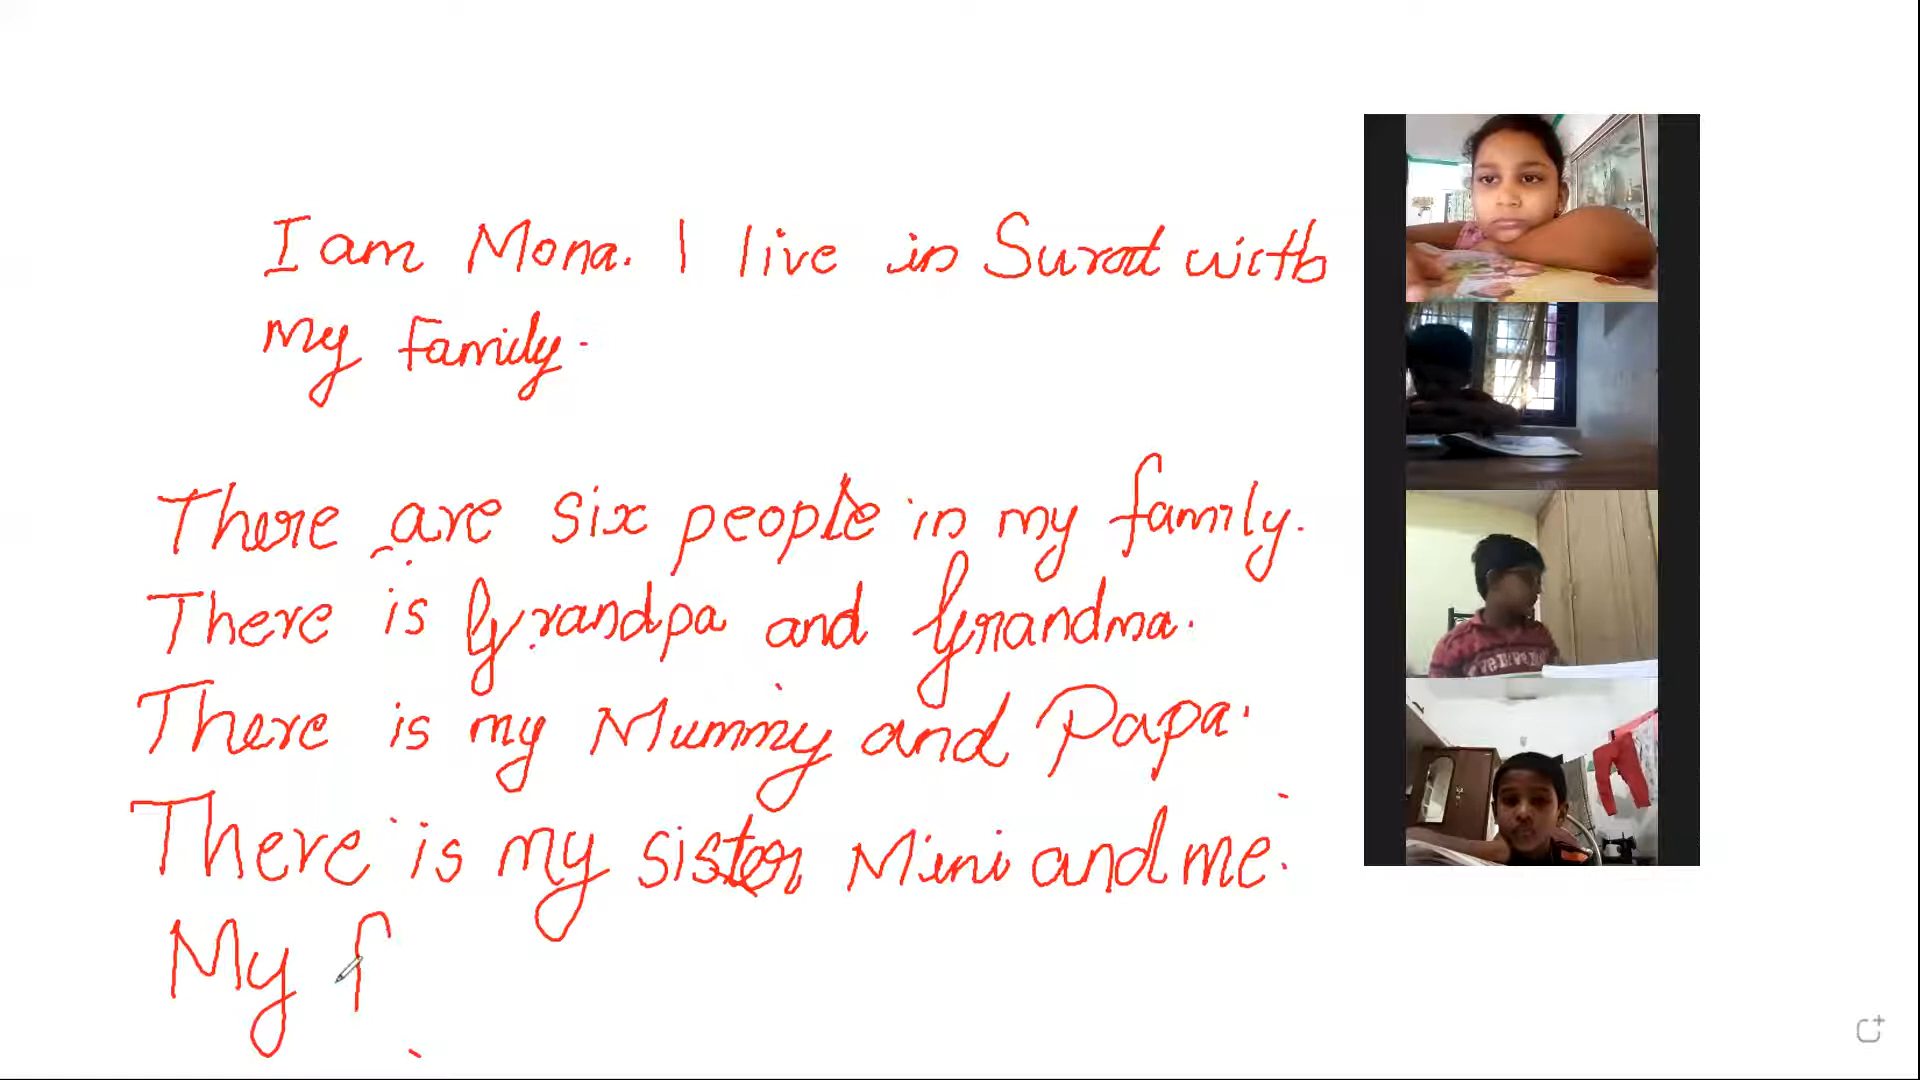 I am Mona. I live in Surat with
my family.
There are six people in my family.
There is Grandpa and Grandma.
There is my Mummy and Papa.
There is my sister Mini and me.
My f